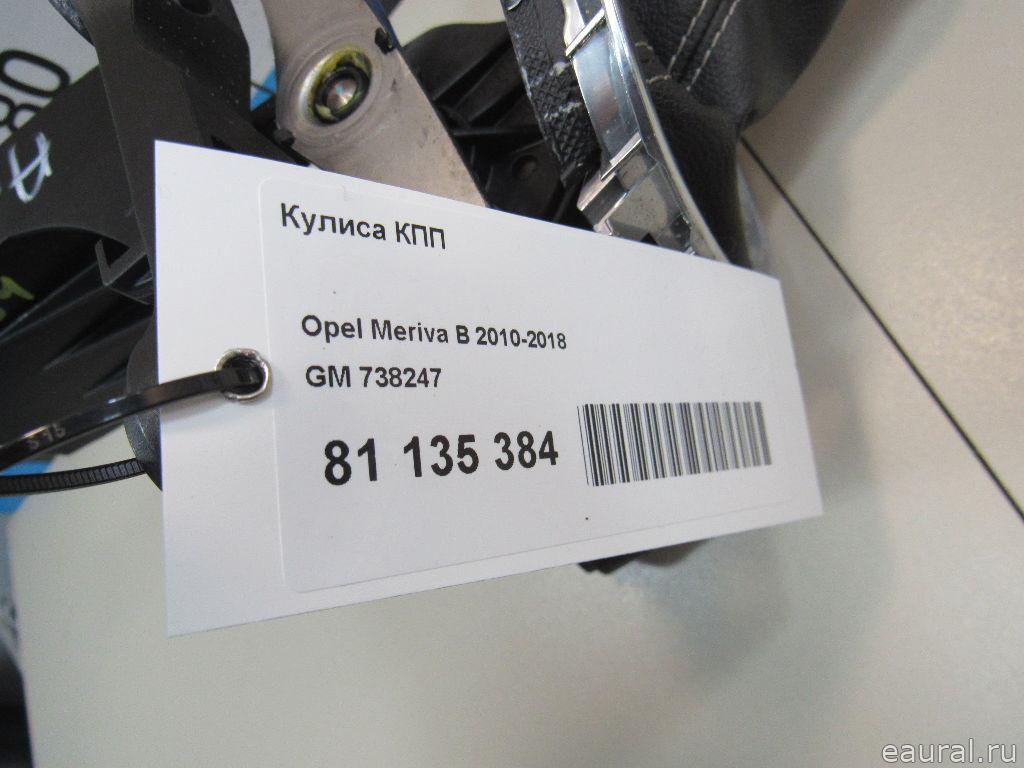 Кулиса КПП
Opel Meriva B 2010-2018
GM 738247
81 135 384
eaural.ru